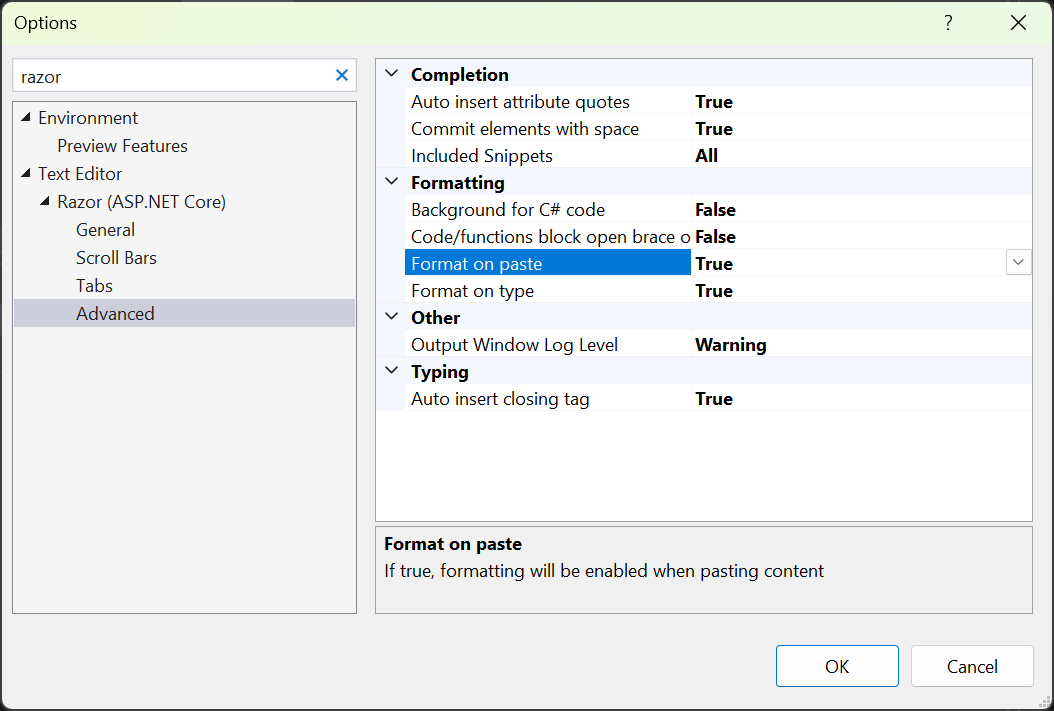 Options
?
razor
Environment
Preview Features
Text Editor
Razor (ASP.NET Core)
General
Scroll Bars
Tabs
Advanced
Completion
Auto insert attribute quotes True
Commit elements with space True
Included Snippets All
Formatting
Background for C# code False
Code/functions block open brace o False
Format on paste True
Format on type True
Other
Output Window Log Level Warning
Typing
Auto insert closing tag True
Format on paste
If true, formatting will be enabled when pasting content
OK Cancel